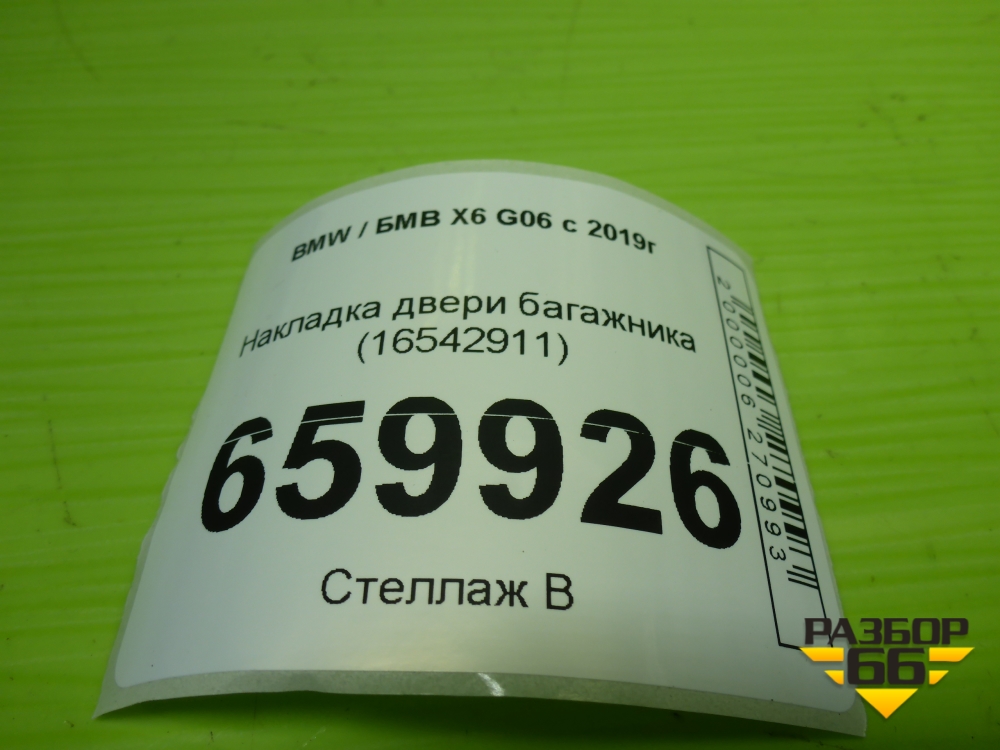 BMW / БМВ X6 G06 с 2019г
Накладка двери багажника
(16542911)
659926
Стеллаж В
2000006270993
РАЗБОР
66